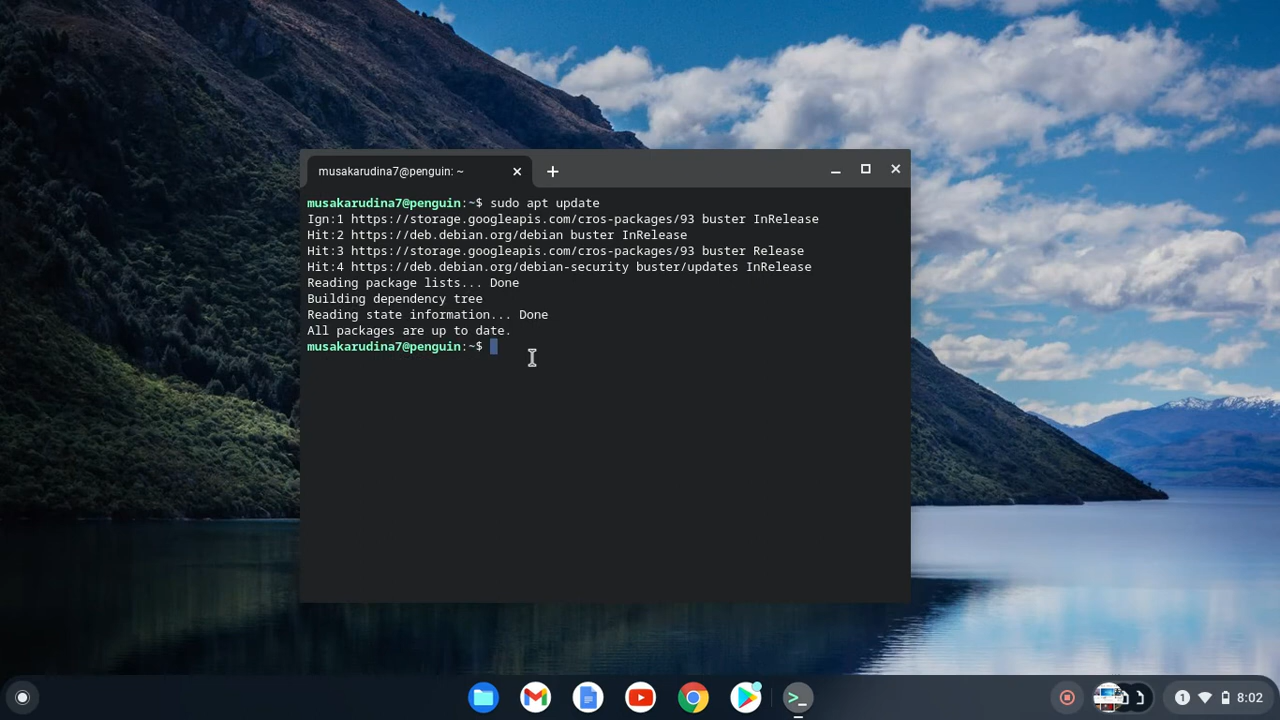 musakarudina7@penguin: ~
musakarudina7@penguin:~$ sudo apt update
Ign:1 https://storage.googleapis.com/cros-packages/93 buster InRelease
Hit:2 https://deb.debian.org/debian buster InRelease
Hit:3 https://storage.googleapis.com/cros-packages/93 buster Release
Hit:4 https://deb.debian.org/debian-security buster/updates InRelease
Reading package lists... Done
Building dependency tree
Reading state information... Done
All packages are up to date.
musakarudina7@penguin:~$
1 8:02